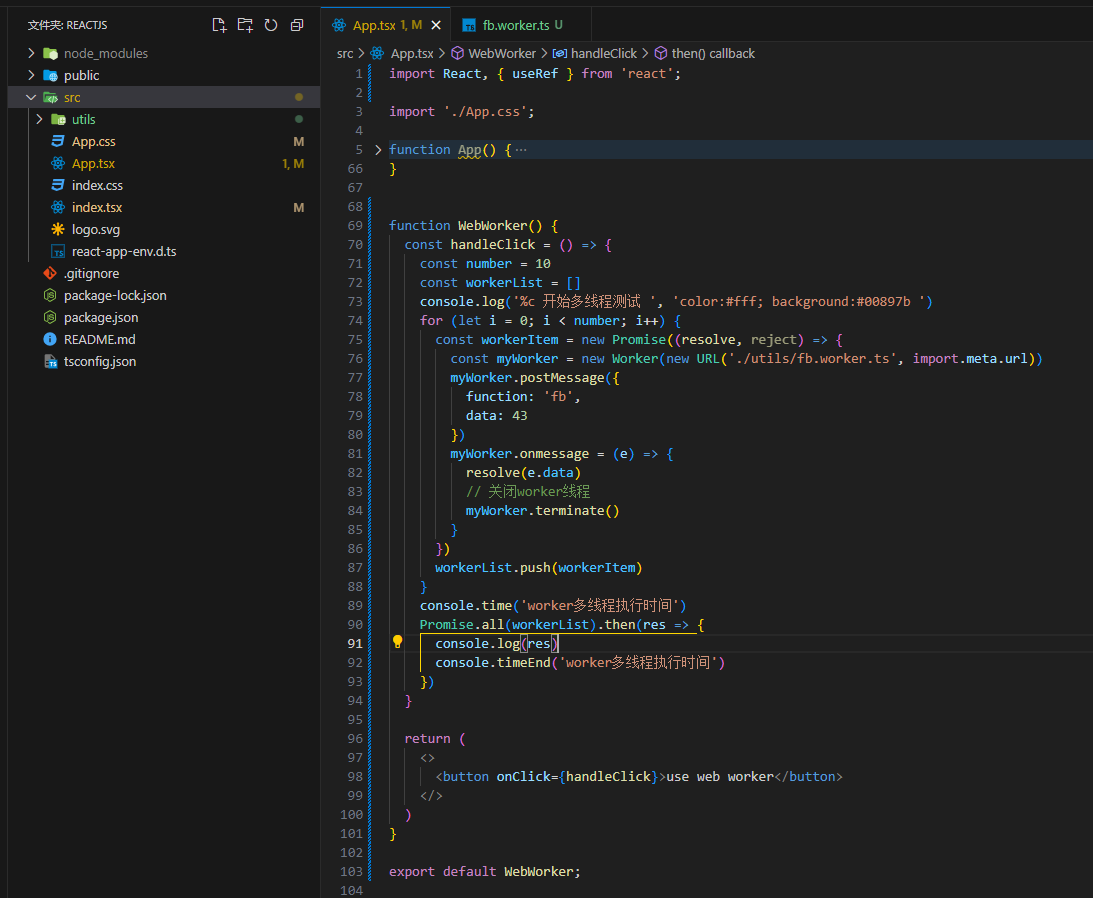 文件夹: REACTJS
node_modules
public
src
utils
App.css M
App.tsx 1, M
index.css
index.tsx M
logo.svg
react-app-env.d.ts
.gitignore
package-lock.json
package.json
README.md
tsconfig.json
App.tsx 1, M
fb.worker.ts U
src > App.tsx > WebWorker > handleClick > then() callback
1 import React, { useRef } from 'react';
2
3 import './App.css';
4
5 function App() { ···
66 }
67
68
69 function WebWorker() {
70 const handleClick = () => {
71 const number = 10
72 const workerList = []
73 console.log('%c 开始多线程测试 ', 'color:#fff; background:#00897b ')
74 for (let i = 0; i < number; i++) {
75 const workerItem = new Promise((resolve, reject) => {
76 const myWorker = new Worker(new URL('./utils/fb.worker.ts', import.meta.url))
77 myWorker.postMessage({
78 function: 'fb',
79 data: 43
80 })
81 myWorker.onmessage = (e) => {
82 resolve(e.data)
83 // 关闭worker线程
84 myWorker.terminate()
85 }
86 })
87 workerList.push(workerItem)
88 }
89 console.time('worker多线程执行时间')
90 Promise.all(workerList).then(res => {
91 console.log(res)
92 console.timeEnd('worker多线程执行时间')
93 })
94 }
95
96 return (
97 <>
98 <button onClick={handleClick}>use web worker</button>
99 </>
100 )
101 }
102
103 export default WebWorker;
104